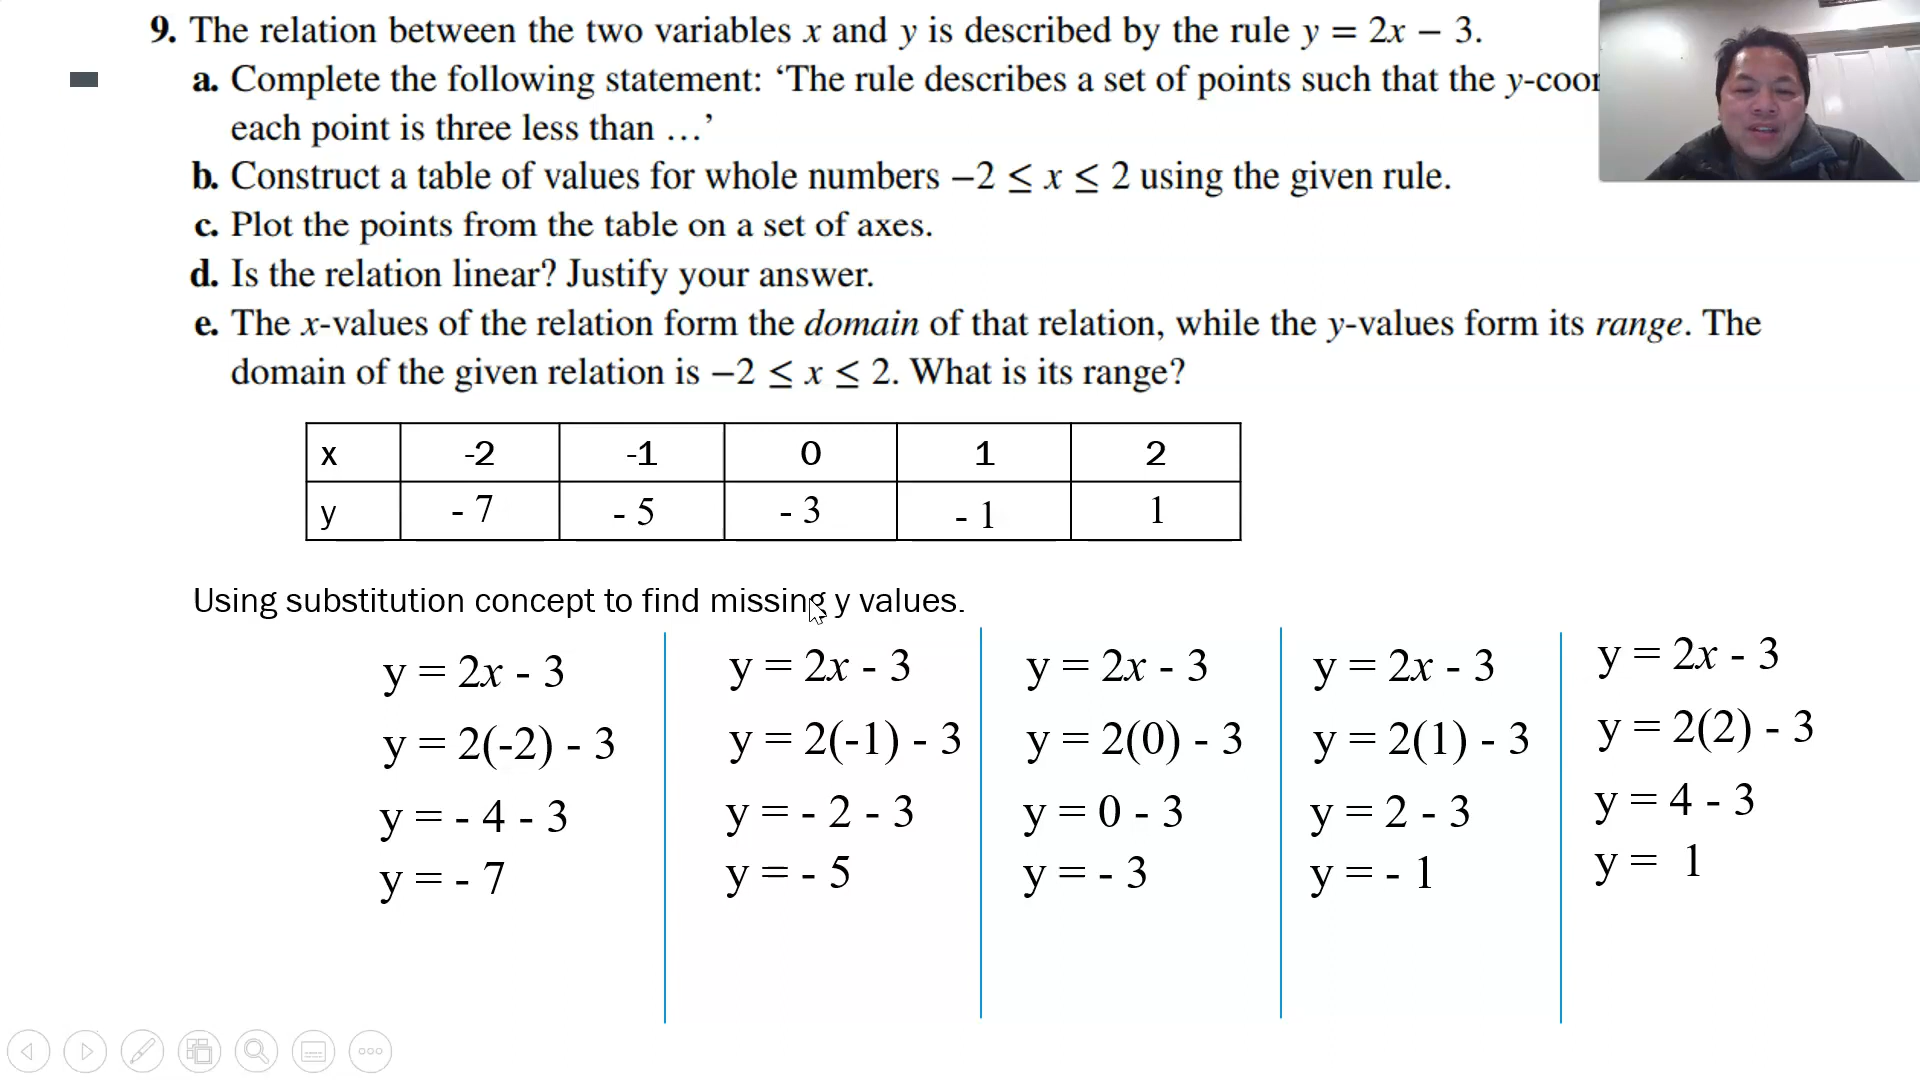 9. The relation between the two variables x and y is described by the rule y = 2x − 3.
a. Complete the following statement: ‘The rule describes a set of points such that the y-coor
each point is three less than …’
b. Construct a table of values for whole numbers −2 ≤ x ≤ 2 using the given rule.
c. Plot the points from the table on a set of axes.
d. Is the relation linear? Justify your answer.
e. The x-values of the relation form the domain of that relation, while the y-values form its range. The
domain of the given relation is −2 ≤ x ≤ 2. What is its range?
x -2 -1 0 1 2
y - 7 - 5 - 3 - 1 1
Using substitution concept to find missing y values.
y = 2x - 3
y = 2(-2) - 3
y = - 4 - 3
y = - 7
y = 2x - 3
y = 2(-1) - 3
y = - 2 - 3
y = - 5
y = 2x - 3
y = 2(0) - 3
y = 0 - 3
y = - 3
y = 2x - 3
y = 2(1) - 3
y = 2 - 3
y = - 1
y = 2x - 3
y = 2(2) - 3
y = 4 - 3
y = 1